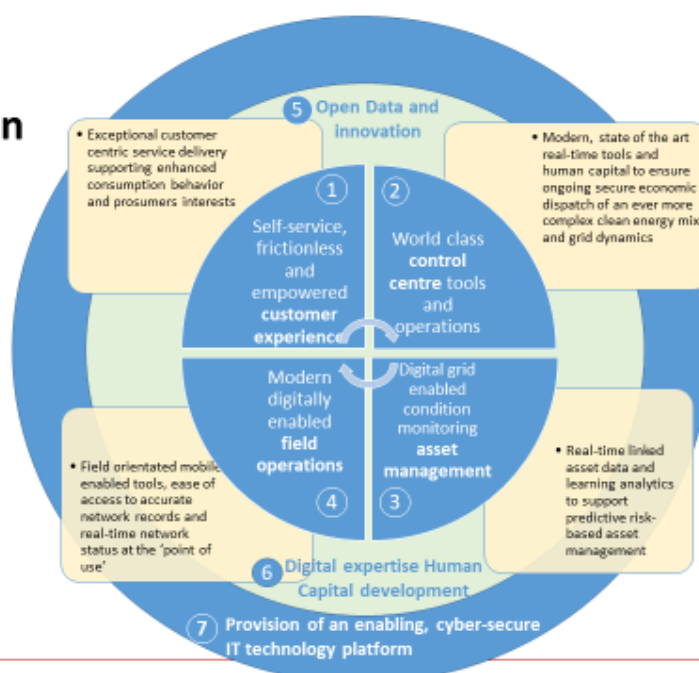 n
5 Open Data and
innovation
• Exceptional customer
centric service delivery
supporting enhanced
consumption behavior
and prosumers interests
• Modern, state of the art
real-time tools and
human capital to ensure
ongoing secure economic
dispatch of an ever more
complex clean energy mix
and grid dynamics
1
Self-service,
frictionless
and
empowered
customer
experience
2
World class
control
centre tools
and
operations
Modern
digitally
enabled
field
operations
4
Digital grid
enabled
condition
monitoring
asset
management
3
• Field orientated mobile
enabled tools, ease of
access to accurate
network records and
real-time network
status at the 'point of
use'
• Real-time linked
asset data and
learning analytics
to support
predictive risk-
based asset
management
6 Digital expertise Human
Capital development
7 Provision of an enabling, cyber-secure
IT technology platform